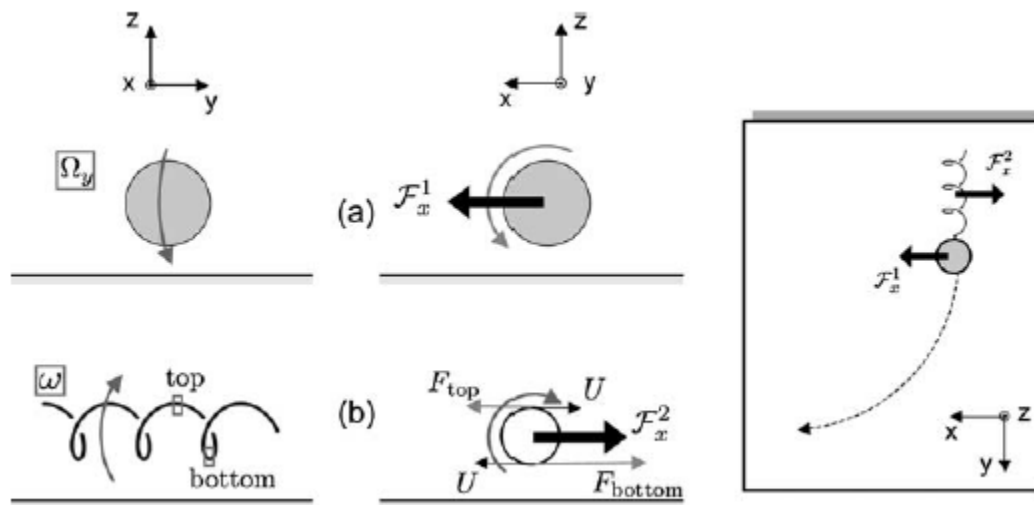 z
x
y
z̄
x
y
Ω_y
(a)
ℱ_x^1
ω
top
bottom
(b)
F_top
U
ℱ_x^2
U
F_bottom
ℱ_x^2
ℱ_x^1
x
z
y